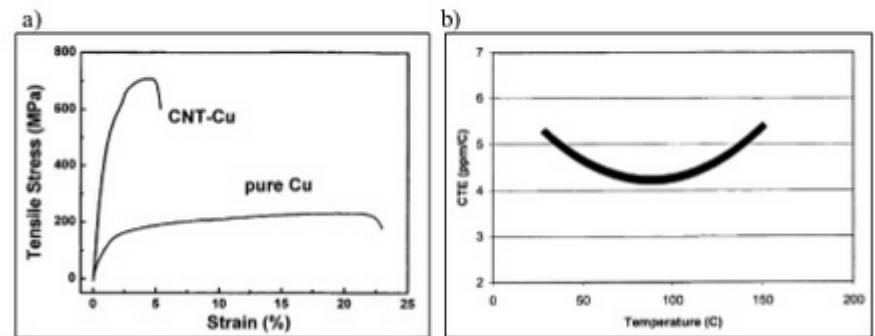 a)
b)
800
600
400
200
0
Tensile Stress (MPa)
CNT-Cu
pure Cu
0 5 10 15 20 25
Strain (%)
7
6
5
4
3
2
CTE (ppm/C)
0 50 100 150 200
Temperature (C)